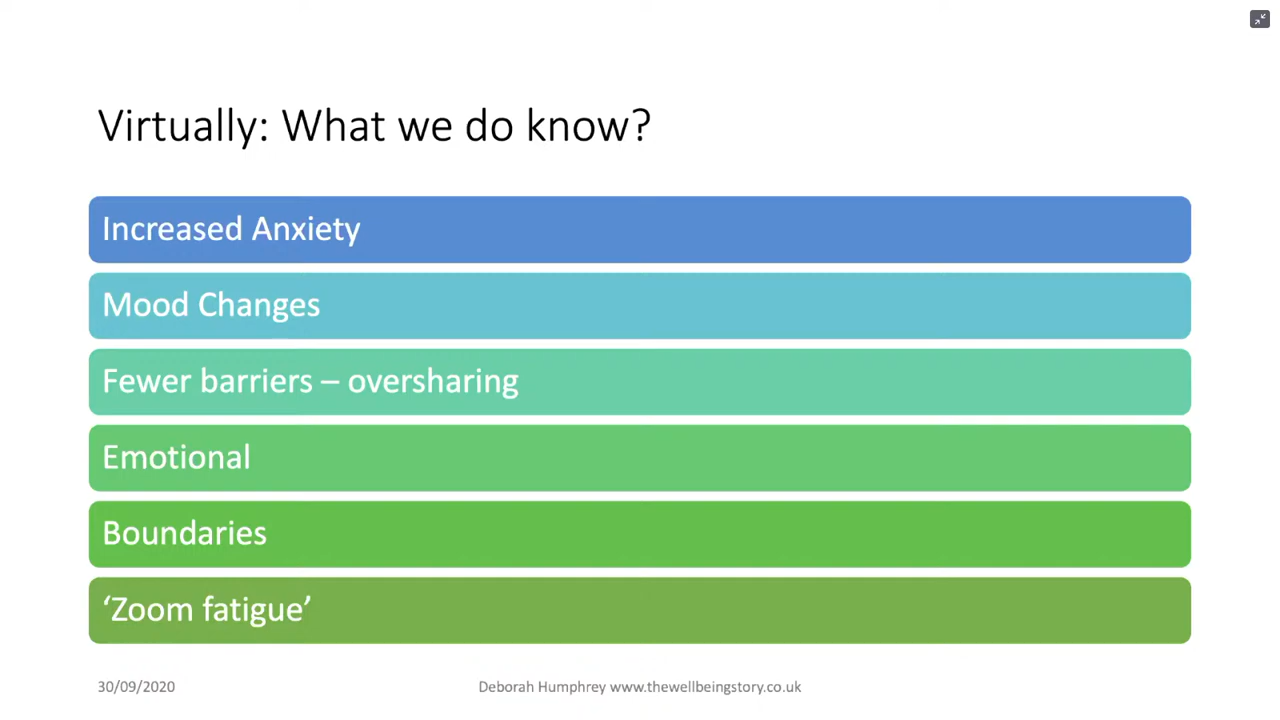 Virtually: What we do know?
Increased Anxiety
Mood Changes
Fewer barriers – oversharing
Emotional
Boundaries
‘Zoom fatigue’
30/09/2020
Deborah Humphrey www.thewellbeingstory.co.uk